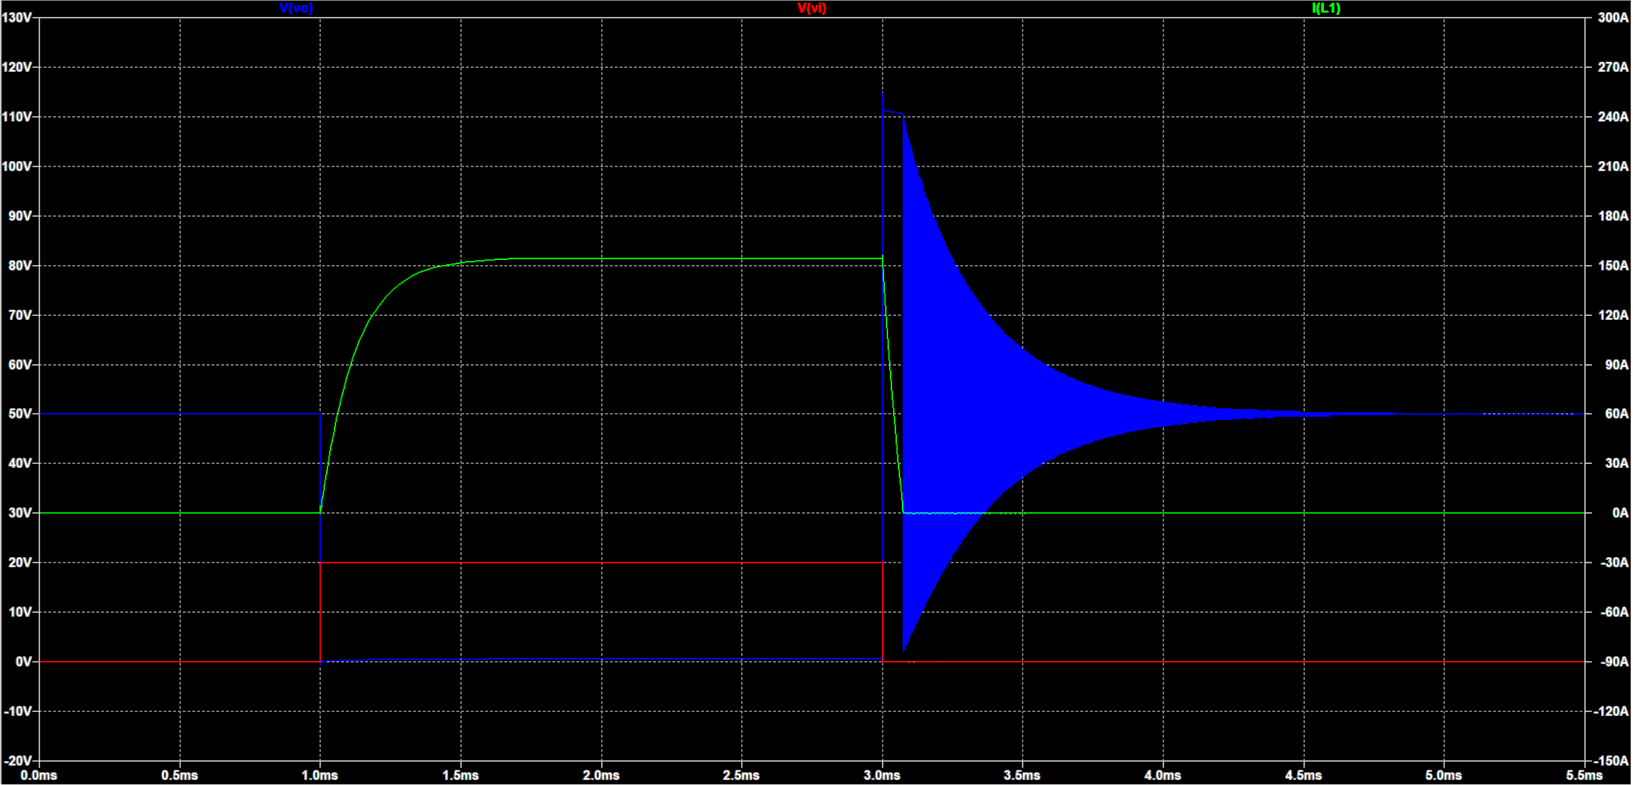 V(vo) V(vi) I(L1)
130V 300A
120V 270A
110V 240A
100V 210A
90V 180A
80V 150A
70V 120A
60V 90A
50V 60A
40V 30A
30V 0A
20V -30A
10V -60A
0V -90A
-10V -120A
-20V -150A
0.0ms 0.5ms 1.0ms 1.5ms 2.0ms 2.5ms 3.0ms 3.5ms 4.0ms 4.5ms 5.0ms 5.5ms